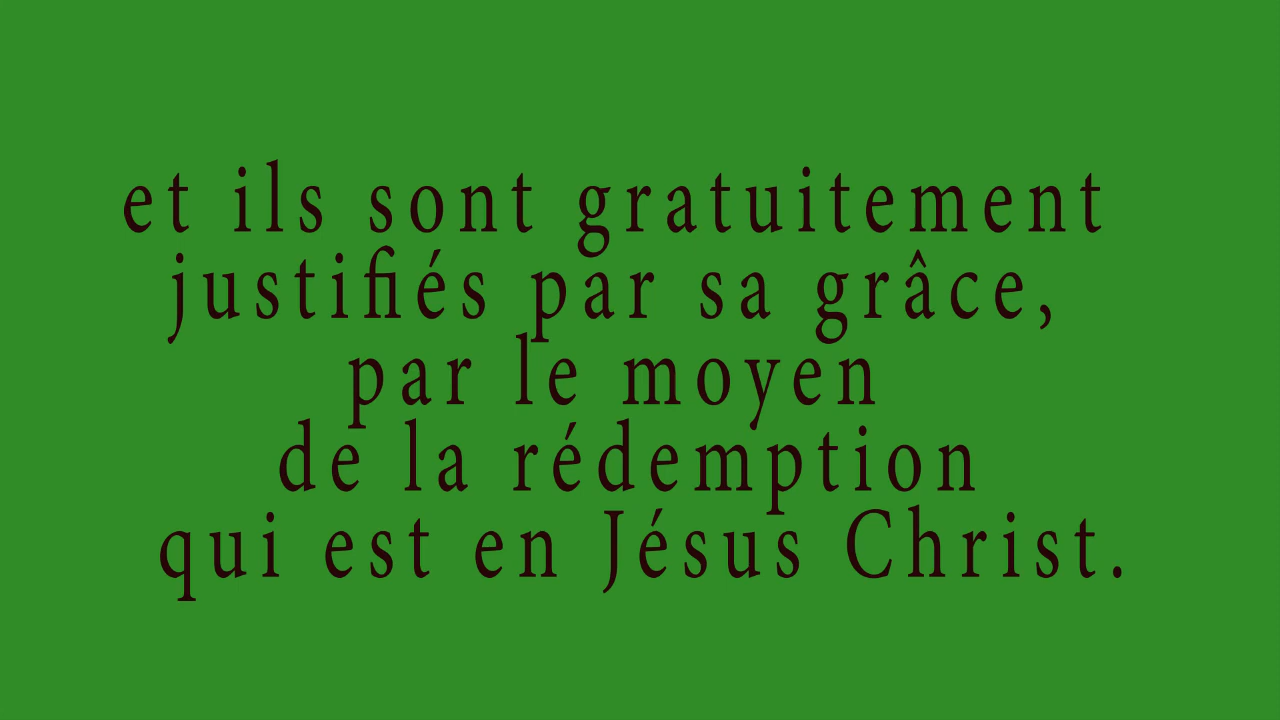 et ils sont gratuitement
justifiés par sa grâce,
par le moyen
de la rédemption
qui est en Jésus Christ.